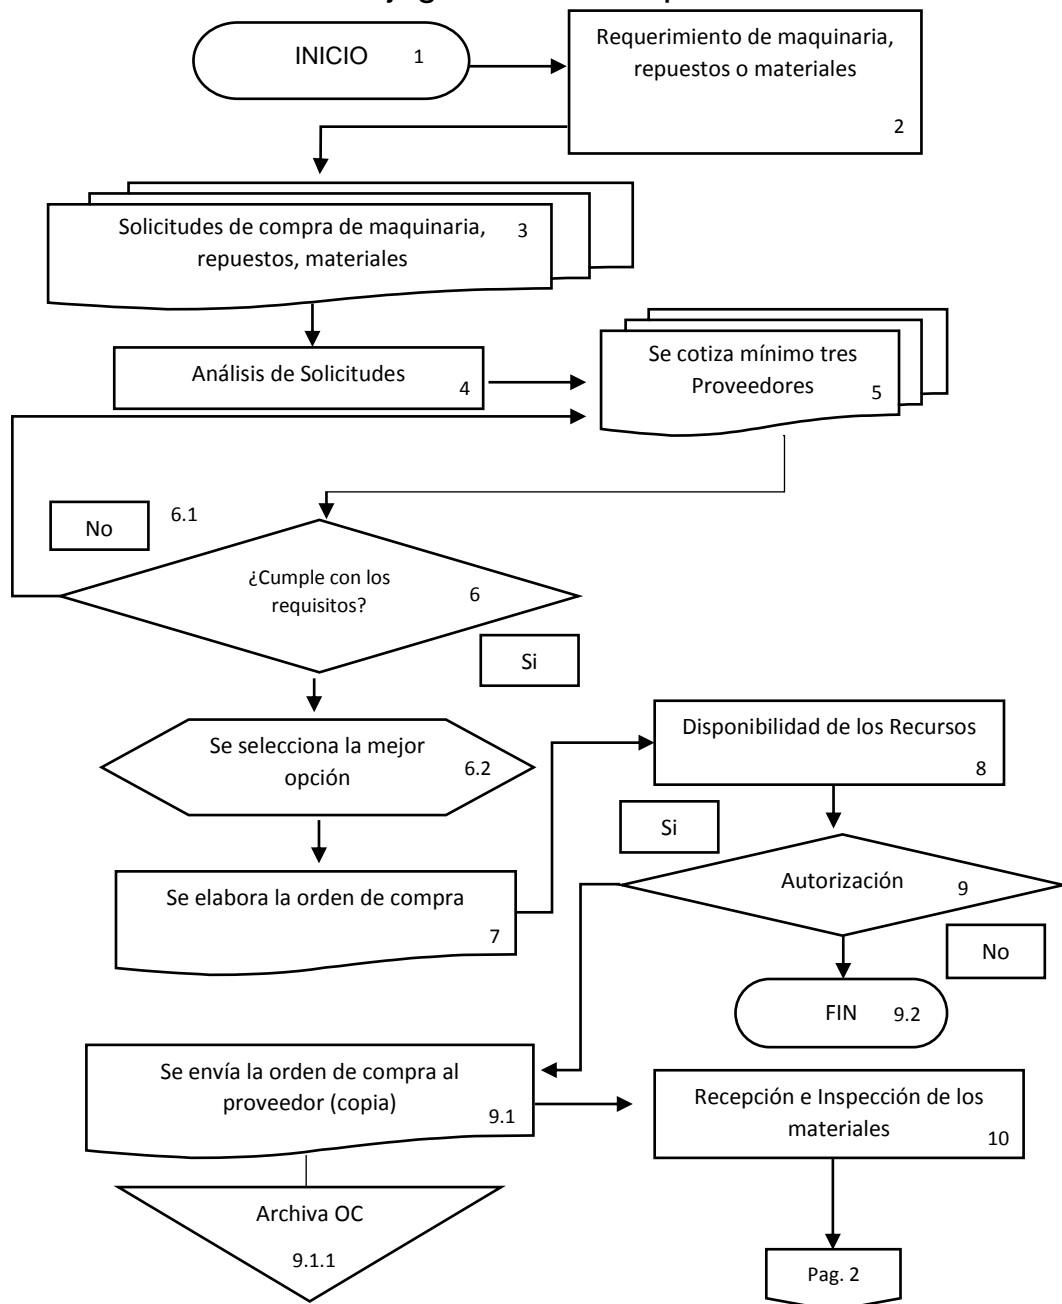 INICIO 1
Requerimiento de maquinaria,
repuestos o materiales
2
Solicitudes de compra de maquinaria, 3
repuestos, materiales
Análisis de Solicitudes
4
Se cotiza mínimo tres
Proveedores
5
No
6.1
¿Cumple con los
requisitos?
6
Si
Se selecciona la mejor
opción
6.2
Disponibilidad de los Recursos
8
Si
Se elabora la orden de compra
7
Autorización 9
No
FIN 9.2
Se envía la orden de compra al
proveedor (copia)
9.1
Recepción e Inspección de los
materiales
10
Archiva OC
9.1.1
Pag. 2